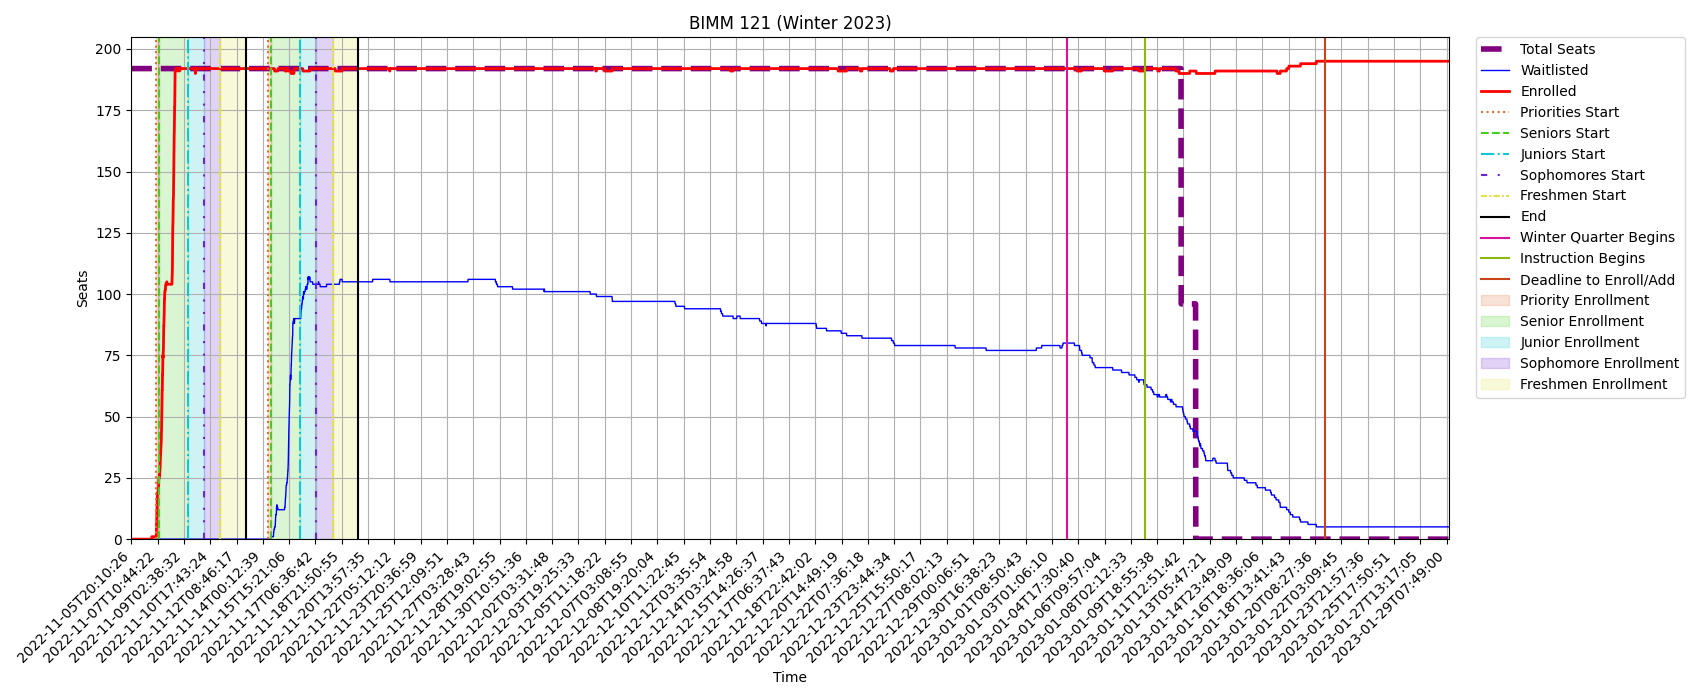 BIMM 121 (Winter 2023)
Seats
200
175
150
125
100
75
50
25
0
2022-11-05T20:10:26
2022-11-07T10:44:22
2022-11-09T02:38:32
2022-11-10T17:43:24
2022-11-12T08:46:17
2022-11-14T00:12:39
2022-11-15T15:21:06
2022-11-17T06:36:42
2022-11-18T21:50:55
2022-11-20T13:57:35
2022-11-22T05:12:12
2022-11-23T20:36:59
2022-11-25T12:09:51
2022-11-27T03:28:43
2022-11-28T19:02:55
2022-11-30T10:51:36
2022-12-02T03:31:48
2022-12-03T19:25:33
2022-12-05T11:18:22
2022-12-07T03:08:55
2022-12-08T19:20:04
2022-12-10T11:22:45
2022-12-12T03:35:54
2022-12-14T03:24:58
2022-12-15T14:26:37
2022-12-17T06:37:43
2022-12-18T22:42:02
2022-12-20T14:49:19
2022-12-22T07:36:18
2022-12-23T23:44:34
2022-12-25T15:50:17
2022-12-27T08:02:13
2022-12-29T00:06:51
2022-12-30T16:38:23
2023-01-01T08:50:43
2023-01-03T01:06:10
2023-01-04T17:30:40
2023-01-06T09:57:04
2023-01-08T02:12:33
2023-01-09T18:55:38
2023-01-11T12:51:42
2023-01-13T05:47:21
2023-01-14T23:49:09
2023-01-16T18:36:06
2023-01-18T13:41:43
2023-01-20T08:27:36
2023-01-22T03:09:45
2023-01-23T21:57:36
2023-01-25T17:50:51
2023-01-27T13:17:05
2023-01-29T07:49:00
Time
Total Seats
Waitlisted
Enrolled
Priorities Start
Seniors Start
Juniors Start
Sophomores Start
Freshmen Start
End
Winter Quarter Begins
Instruction Begins
Deadline to Enroll/Add
Priority Enrollment
Senior Enrollment
Junior Enrollment
Sophomore Enrollment
Freshmen Enrollment